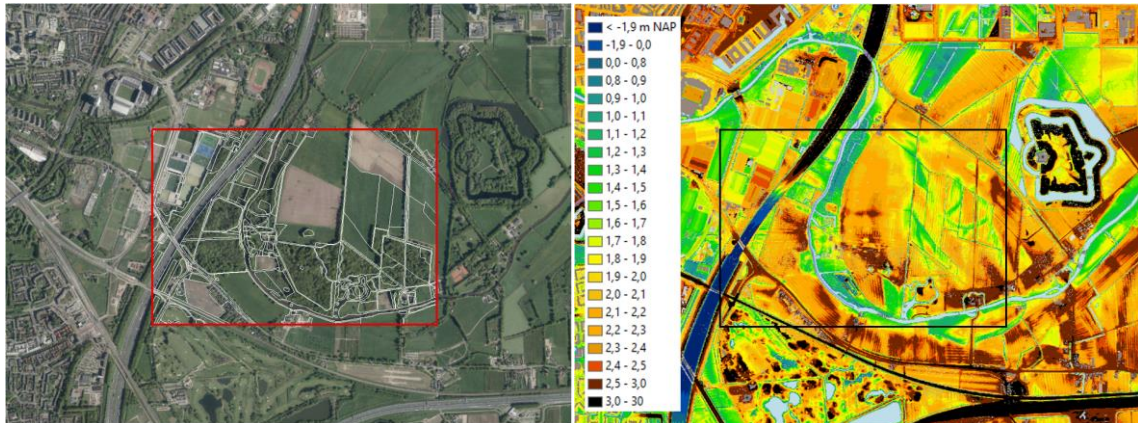 < -1,9 m NAP
-1,9 - 0,0
0,0 - 0,8
0,8 - 0,9
0,9 - 1,0
1,0 - 1,1
1,1 - 1,2
1,2 - 1,3
1,3 - 1,4
1,4 - 1,5
1,5 - 1,6
1,6 - 1,7
1,7 - 1,8
1,8 - 1,9
1,9 - 2,0
2,0 - 2,1
2,1 - 2,2
2,2 - 2,3
2,3 - 2,4
2,4 - 2,5
2,5 - 3,0
3,0 - 30